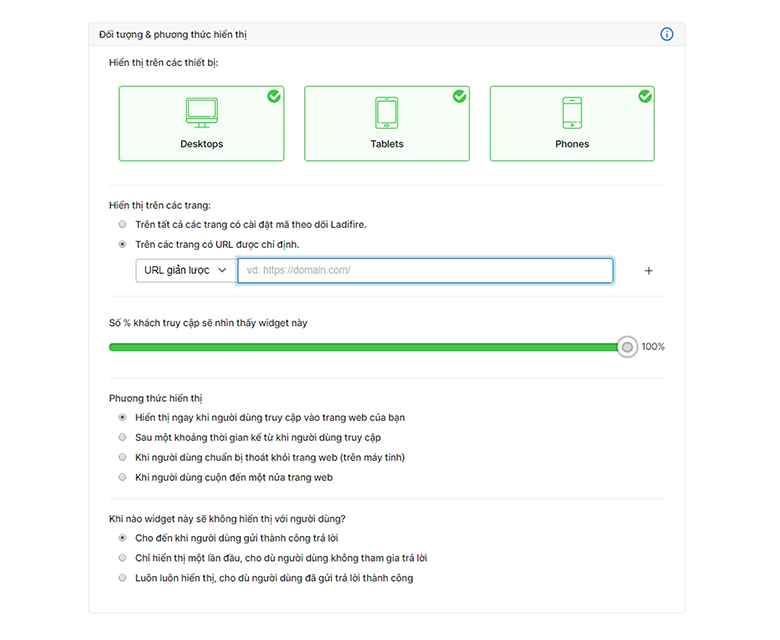 Đối tượng & phương thức hiển thị
Hiển thị trên các thiết bị:
Desktops
Tablets
Phones
Hiển thị trên các trang:
Trên tất cả các trang có cài đặt mã theo dõi Ladifire.
Trên các trang có URL được chỉ định.
URL giản lược
vd: https://domain.com/
+
Số % khách truy cập sẽ nhìn thấy widget này
100%
Phương thức hiển thị
Hiển thị ngay khi người dùng truy cập vào trang web của bạn
Sau một khoảng thời gian kể từ khi người dùng truy cập
Khi người dùng chuẩn bị thoát khỏi trang web (trên máy tính)
Khi người dùng cuộn đến một nửa trang web
Khi nào widget này sẽ không hiển thị với người dùng?
Cho đến khi người dùng gửi thành công trả lời
Chỉ hiển thị một lần đầu, cho dù người dùng không tham gia trả lời
Luôn luôn hiển thị, cho dù người dùng đã gửi trả lời thành công